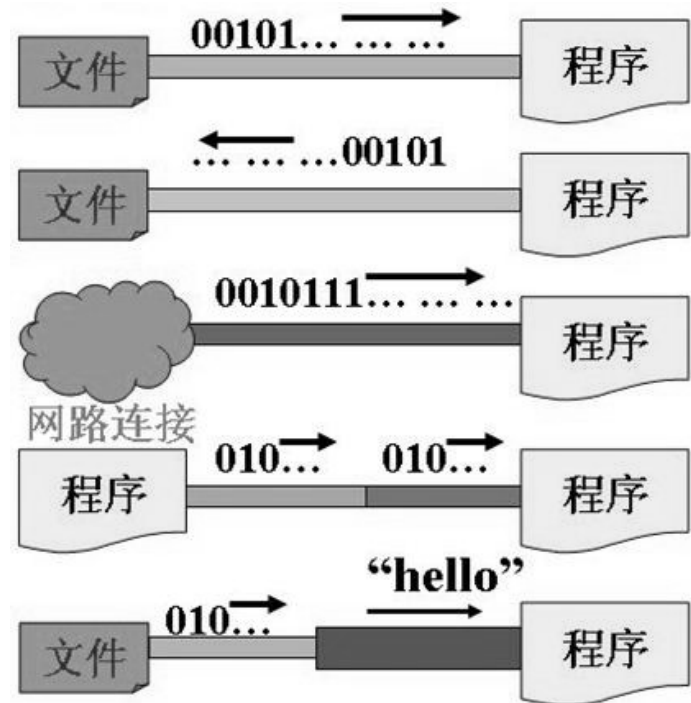 00101... ... ...
文件 程序
... ... ...00101
文件 程序
0010111... ... ...
程序
网路连接
010... 010...
程序 程序
“hello”
010...
文件 程序